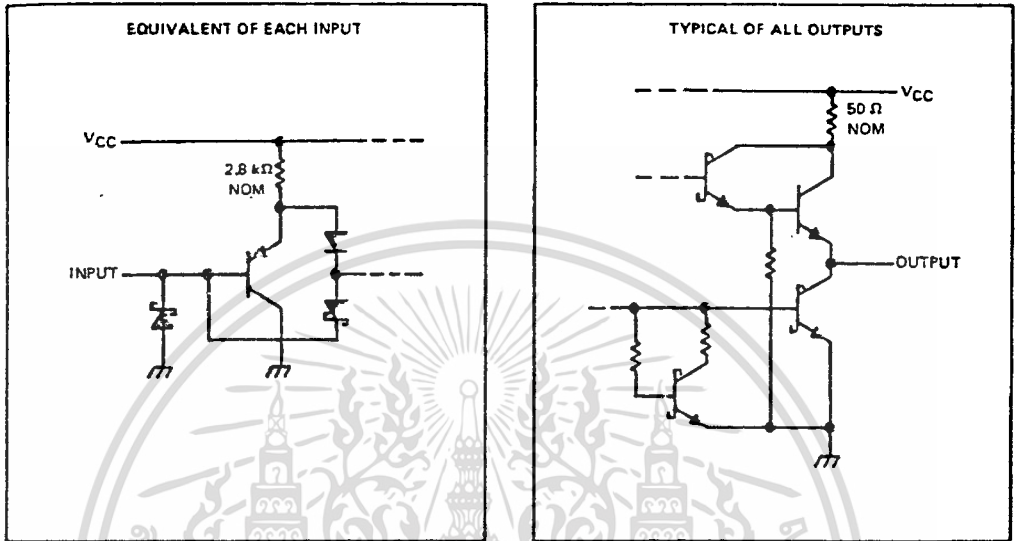 EQUIVALENT OF EACH INPUT
VCC
2.8 kΩ
NOM
INPUT
TYPICAL OF ALL OUTPUTS
VCC
50 Ω
NOM
OUTPUT